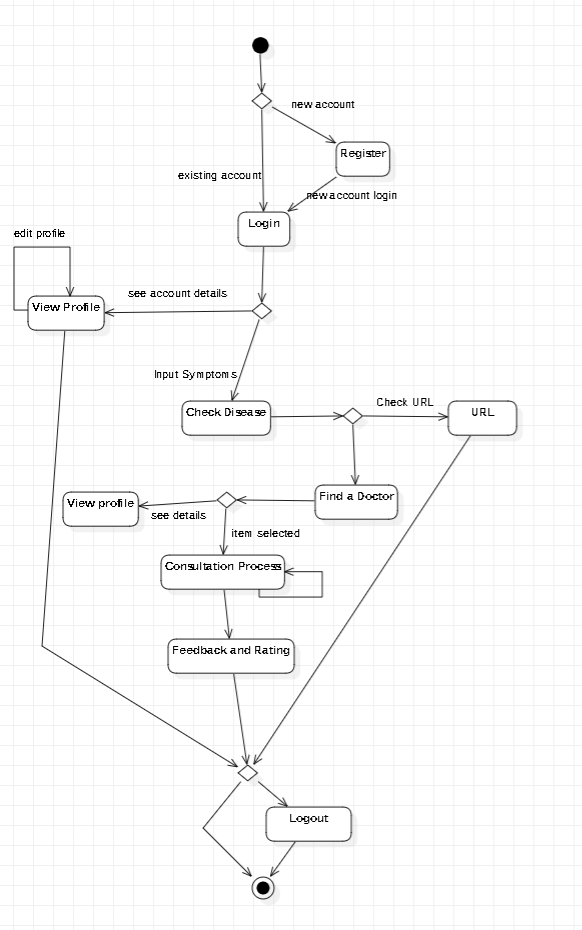 new account
Register
existing account
new account login
Login
edit profile
see account details
View Profile
Input Symptoms
Check URL
Check Disease
URL
Find a Doctor
View profile
see details
item selected
Consultation Process
Feedback and Rating
Logout